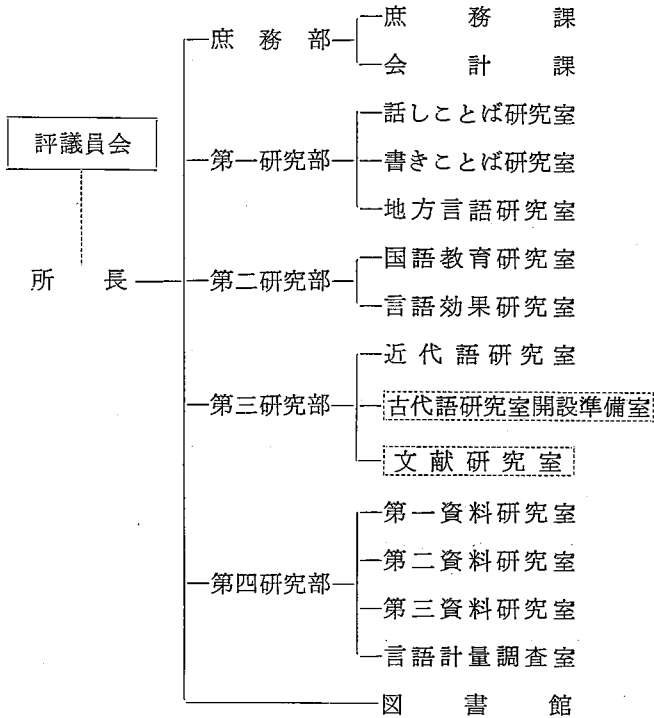 庶務部
庶務課
会計課
評議員会
第一研究部
話しことば研究室
書きことば研究室
地方言語研究室
所長
第二研究部
国語教育研究室
言語効果研究室
第三研究部
近代語研究室
古代語研究室開設準備室
文献研究室
第四研究部
第一資料研究室
第二資料研究室
第三資料研究室
言語計量調査室
図書館